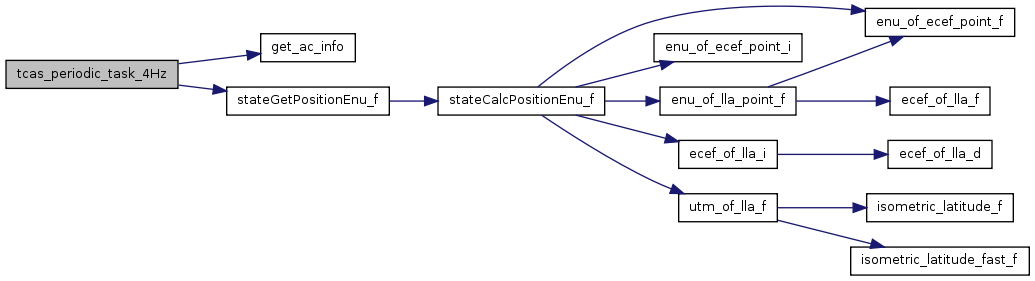 tcas_periodic_task_4Hz
get_ac_info
stateGetPositionEnu_f
stateCalcPositionEnu_f
enu_of_ecef_point_f
enu_of_ecef_point_i
enu_of_lla_point_f
ecef_of_lla_f
ecef_of_lla_i
ecef_of_lla_d
utm_of_lla_f
isometric_latitude_f
isometric_latitude_fast_f